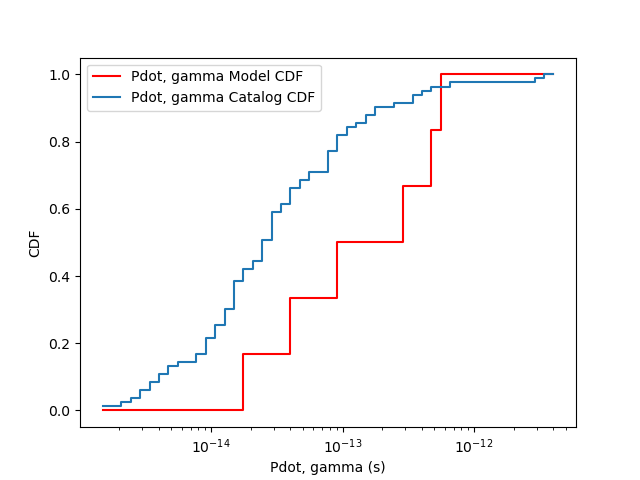 Pdot, gamma Model CDF
Pdot, gamma Catalog CDF
1.0
0.8
0.6
0.4
0.2
0.0
CDF
10⁻¹⁴
10⁻¹³
10⁻¹²
Pdot, gamma (s)